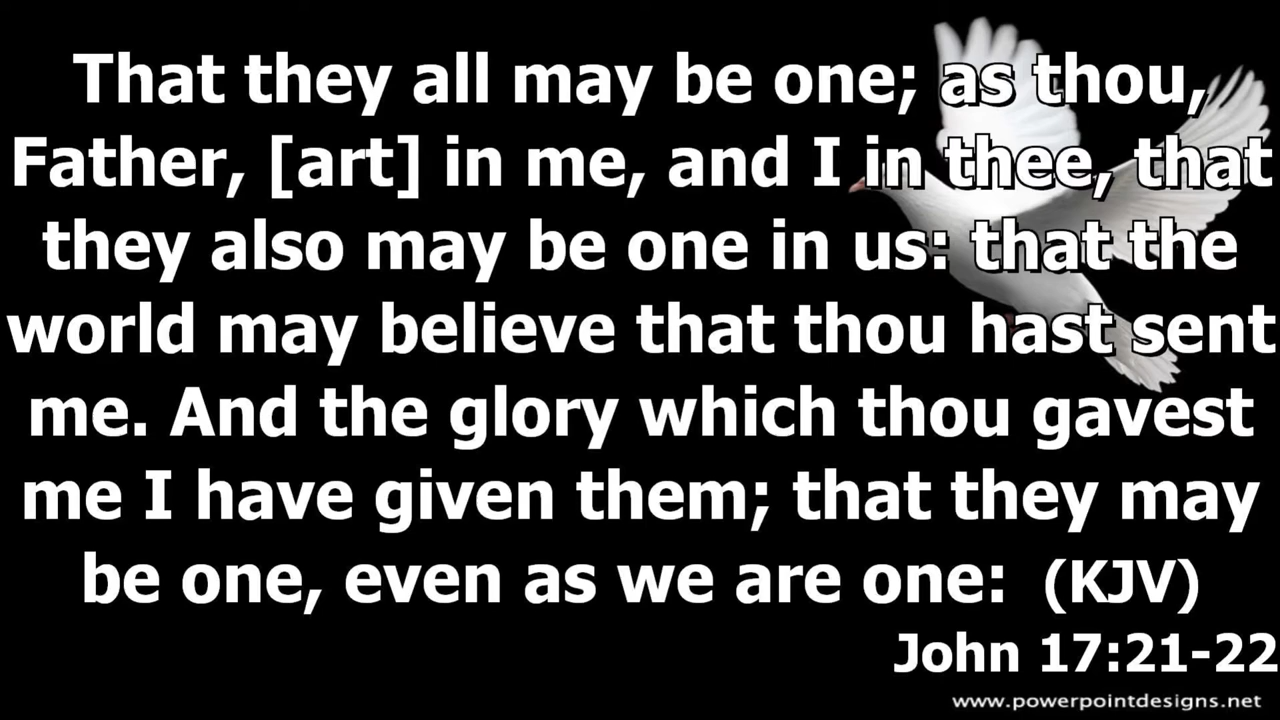 That they all may be one; as thou,
Father, [art] in me, and I in thee, that
they also may be one in us: that the
world may believe that thou hast sent
me. And the glory which thou gavest
me I have given them; that they may
be one, even as we are one:  (KJV)
John 17:21-22
www.powerpointdesigns.net